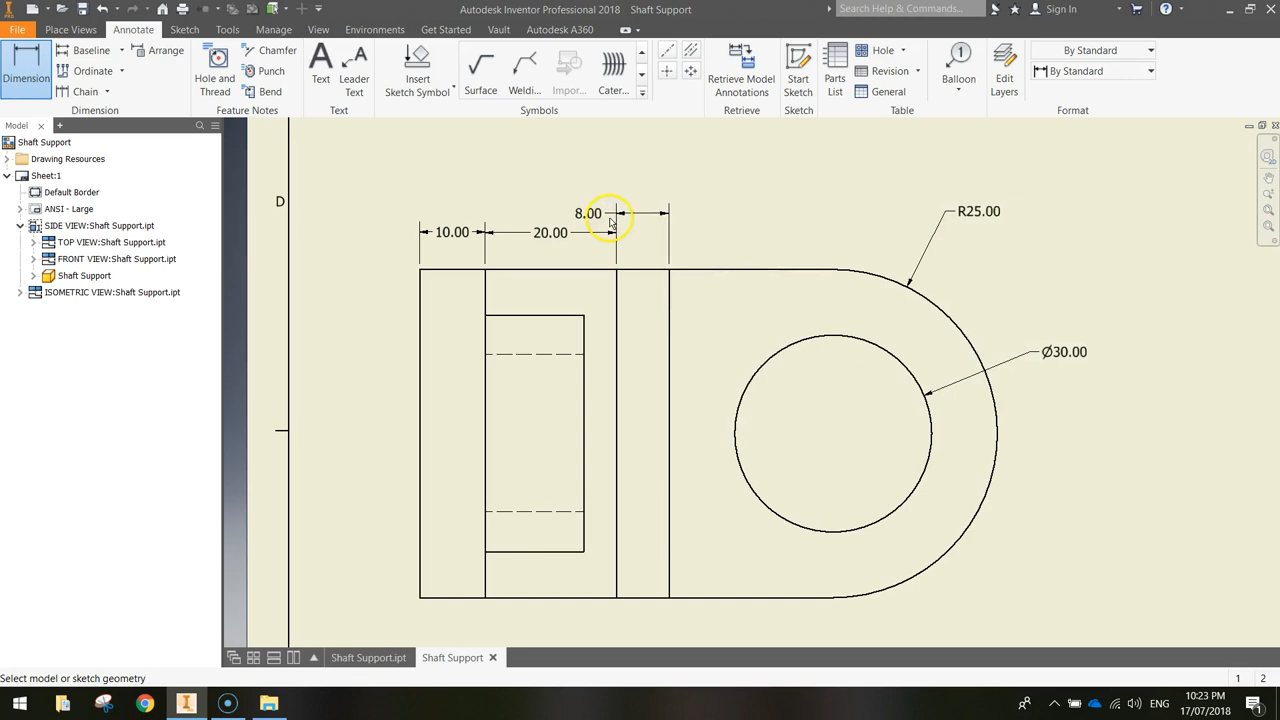 PRO
Autodesk Inventor Professional 2018 Shaft Support
Search Help & Commands...
Sign In
File
Place Views
Annotate
Sketch
Tools
Manage
View
Environments
Get Started
Vault
Autodesk A360
Dimension
Baseline
Ordinate
Chain
Arrange
Hole and
Thread
Chamfer
Punch
Bend
Text
Leader
Text
Insert
Sketch Symbol
Surface
Weldi...
Impor...
Cater...
Retrieve Model
Annotations
Start
Sketch
Parts
List
Hole
Revision
General
Balloon
Edit
Layers
By Standard
By Standard
Dimension
Feature Notes
Text
Symbols
Retrieve
Sketch
Table
Format
Model
Shaft Support
Drawing Resources
Sheet:1
Default Border
ANSI - Large
SIDE VIEW:Shaft Support.ipt
TOP VIEW:Shaft Support.ipt
FRONT VIEW:Shaft Support.ipt
Shaft Support
ISOMETRIC VIEW:Shaft Support.ipt
D
8.00
10.00
20.00
R25.00
Ø30.00
Shaft Support.ipt
Shaft Support
Select model or sketch geometry
1
2
ENG
10:23 PM
17/07/2018
1